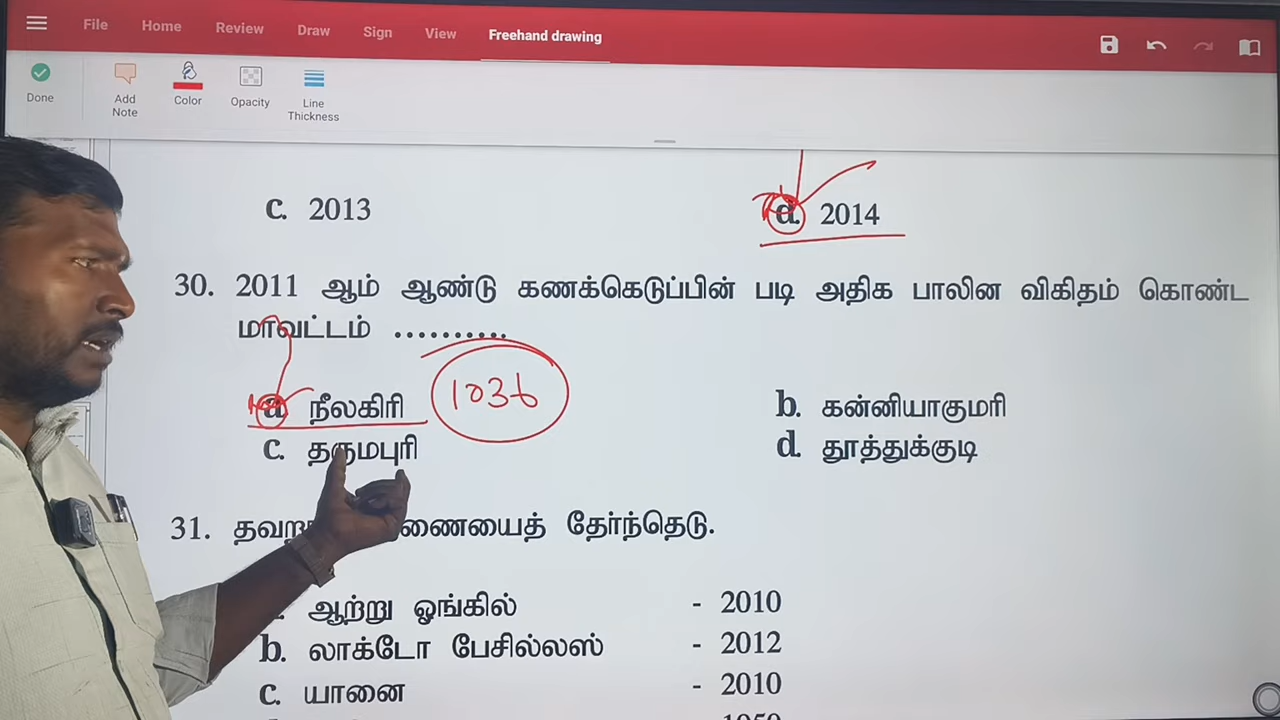 File Home Review Draw Sign View Freehand drawing
Done Add Note Color Opacity Line Thickness
c. 2013
d. 2014
30. 2011 ஆம் ஆண்டு கணக்கெடுப்பின் படி அதிக பாலின விகிதம் கொண்ட
மாவட்டம் ..........
a நீலகிரி 1036
b. கன்னியாகுமரி
c. தருமபுரி
d. தூத்துக்குடி
31. தேர்ந்தெடு.
ஆற்று ஓங்கில் - 2010
b. லாக்டோ பேசில்லஸ் - 2012
c. யானை - 2010